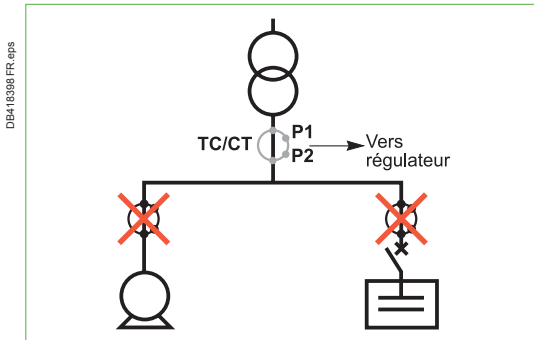 DB418398 FR.eps
TC/CT
P1
P2
Vers
régulateur